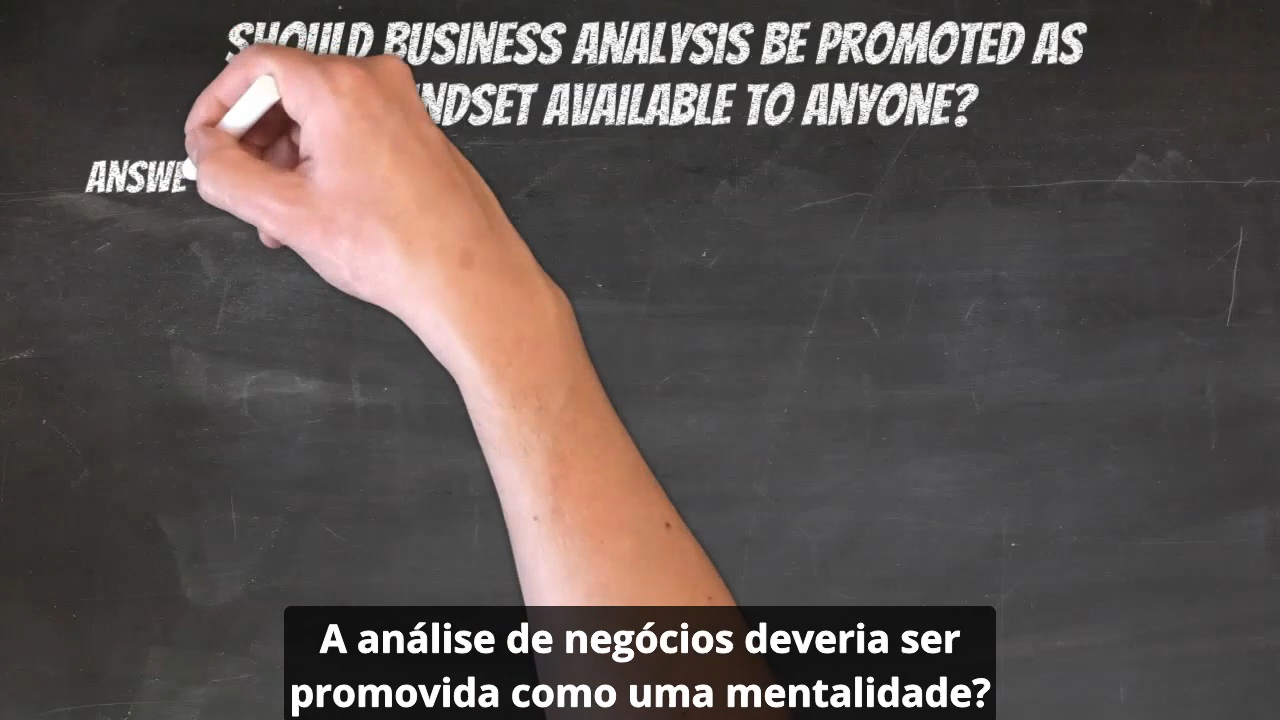 SHOULD BUSINESS ANALYSIS BE PROMOTED AS
NDSET AVAILABLE TO ANYONE?
ANSWE
A análise de negócios deveria ser
promovida como uma mentalidade?